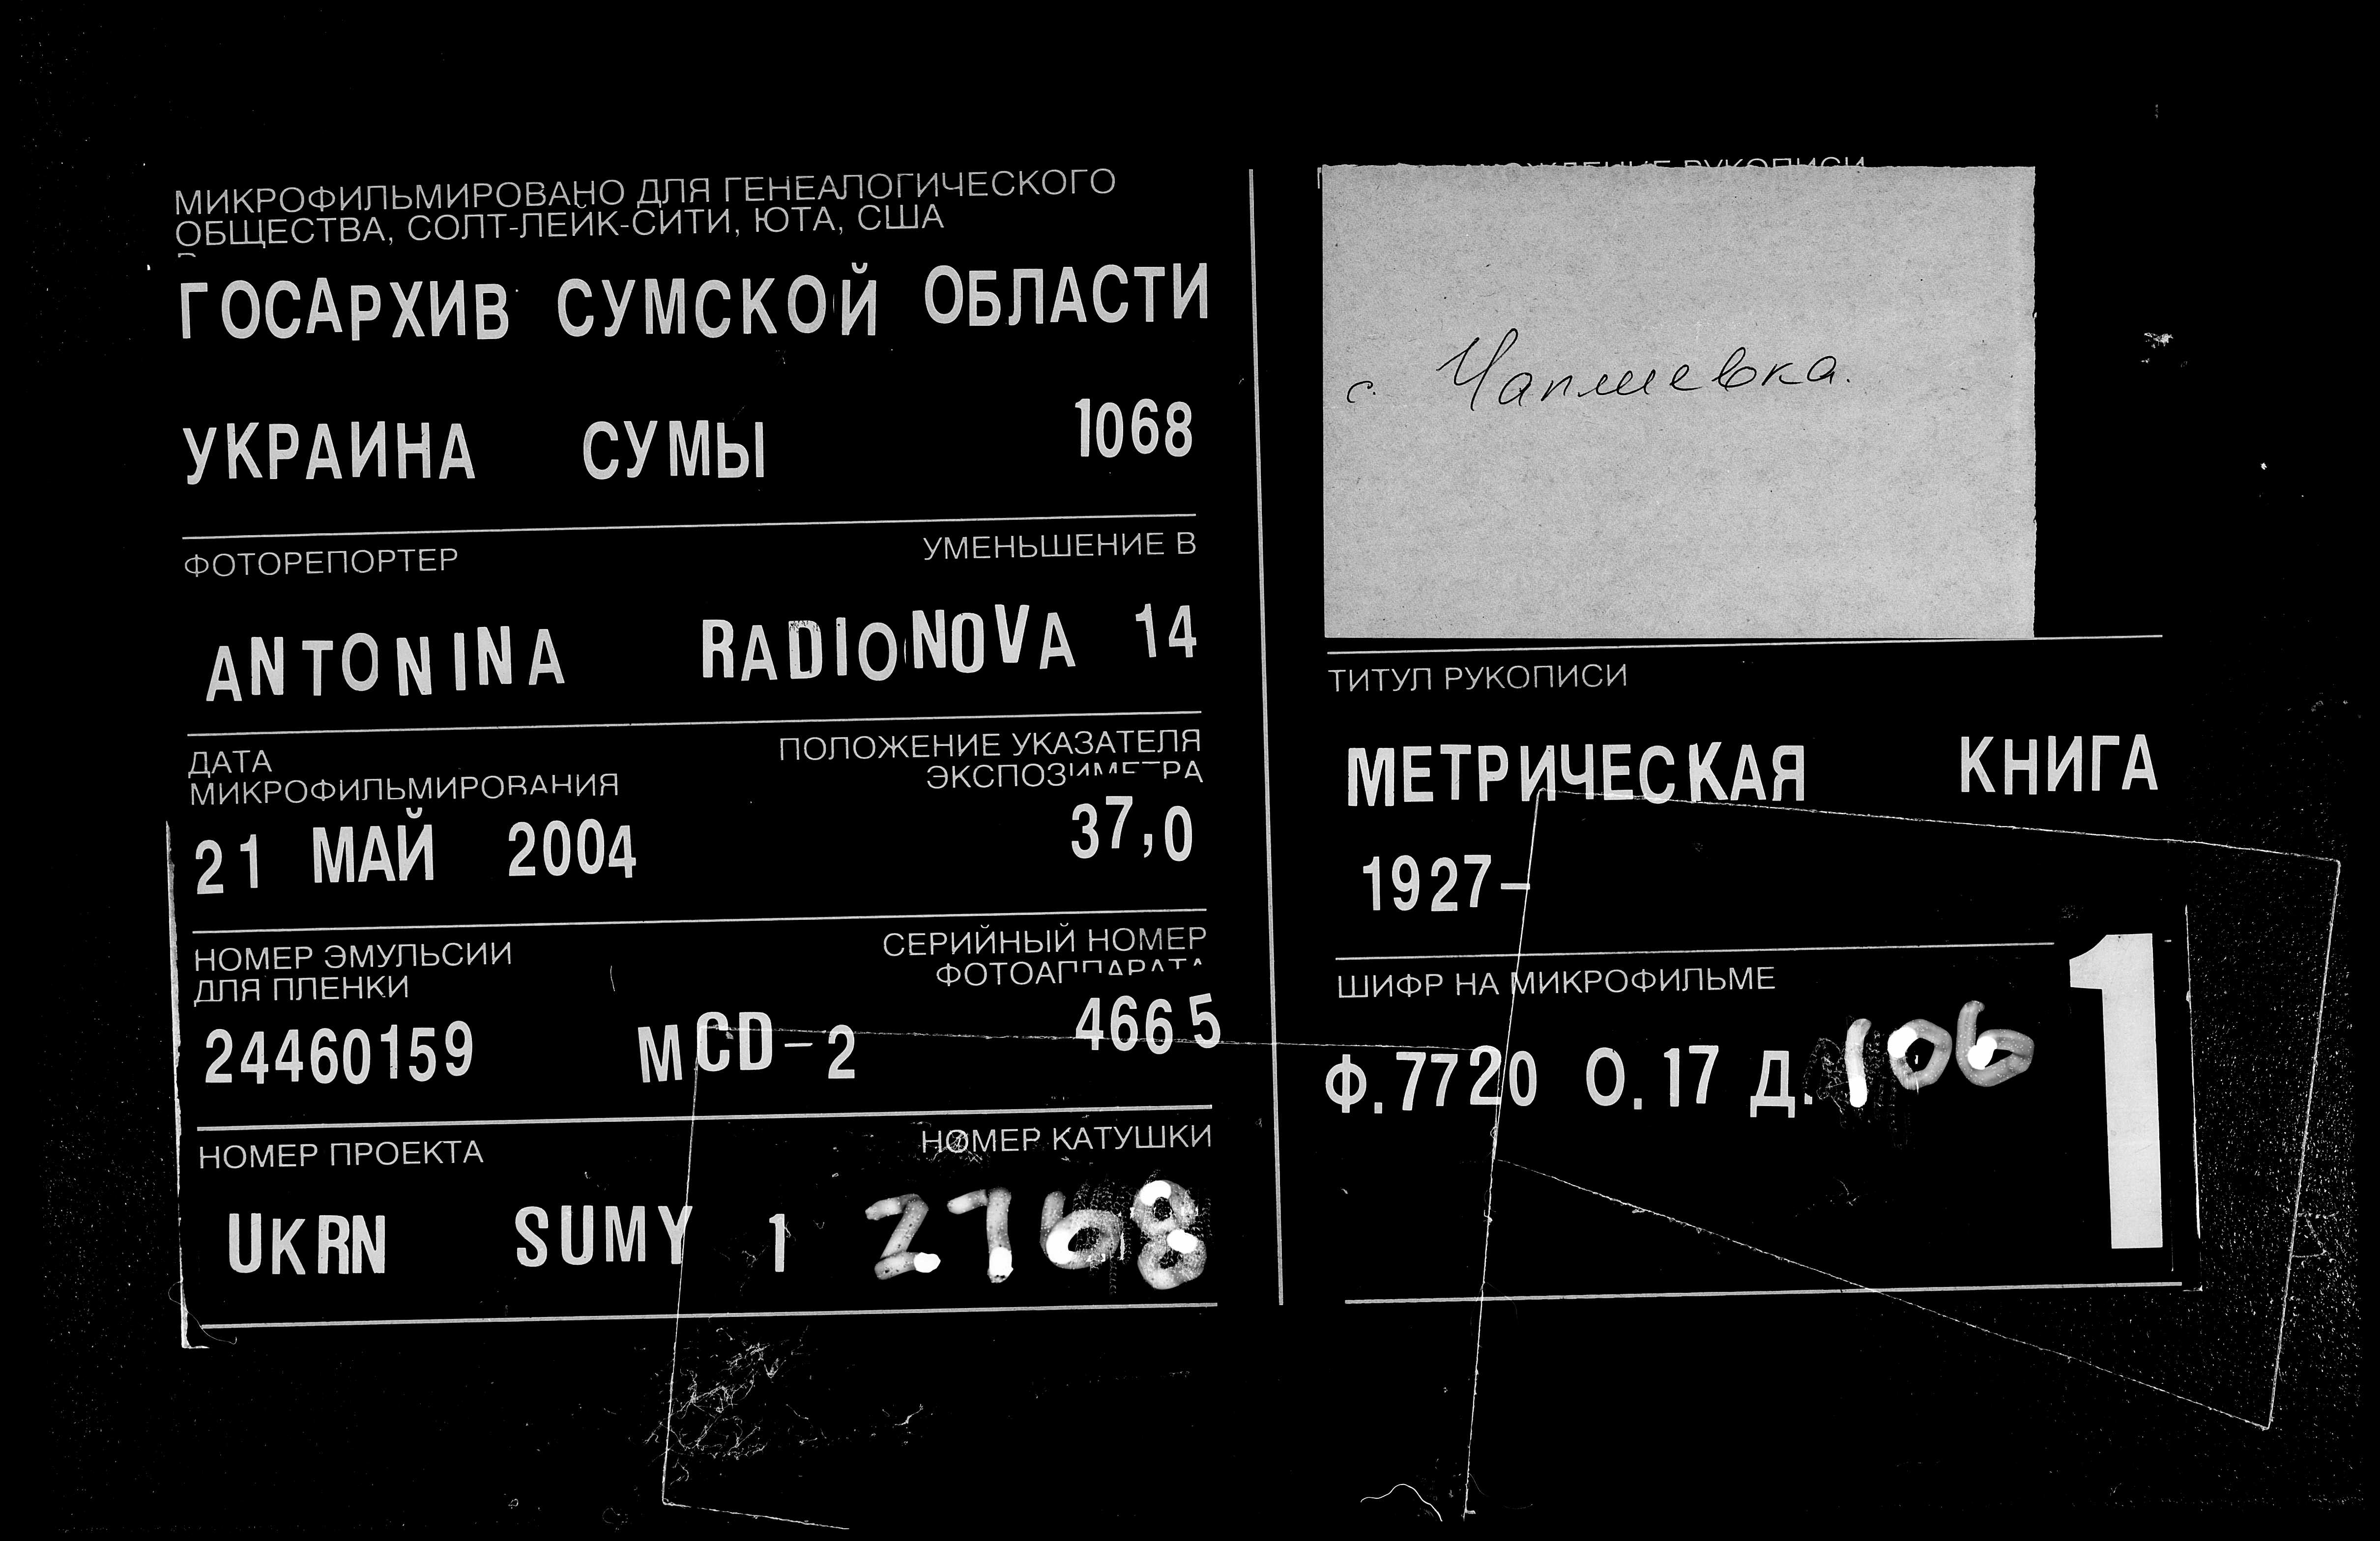 МИКРОФИЛЬМИРОВАНО ДЛЯ ГЕНЕАЛОГИЧЕСКОГО
ОБЩЕСТВА, СОЛТ-ЛЕЙК-СИТИ, ЮТА, США
ГОСАРХИВ СУМСКОЙ ОБЛАСТИ
УКРАИНА СУМЫ 1068
ФОТОРЕПОРТЕР УМЕНЬШЕНИЕ В
ANTONINA RADIONOVA 14
ДАТА ПОЛОЖЕНИЕ УКАЗАТЕЛЯ
МИКРОФИЛЬМИРОВАНИЯ ЭКСПОЗИМЕТРА
21 МАЙ 2004 37,0
НОМЕР ЭМУЛЬСИИ СЕРИЙНЫЙ НОМЕР
ДЛЯ ПЛЕНКИ ФОТОАППАРАТА
24460159 MCD-2 4665
НОМЕР ПРОЕКТА НОМЕР КАТУШКИ
UKRN SUMY 1 2768
РУКОПИСИ
с. Чаплиевка.
ТИТУЛ РУКОПИСИ
МЕТРИЧЕСКАЯ КНИГА
1927-
ШИФР НА МИКРОФИЛЬМЕ
Ф.7720 О.17 Д.106
1